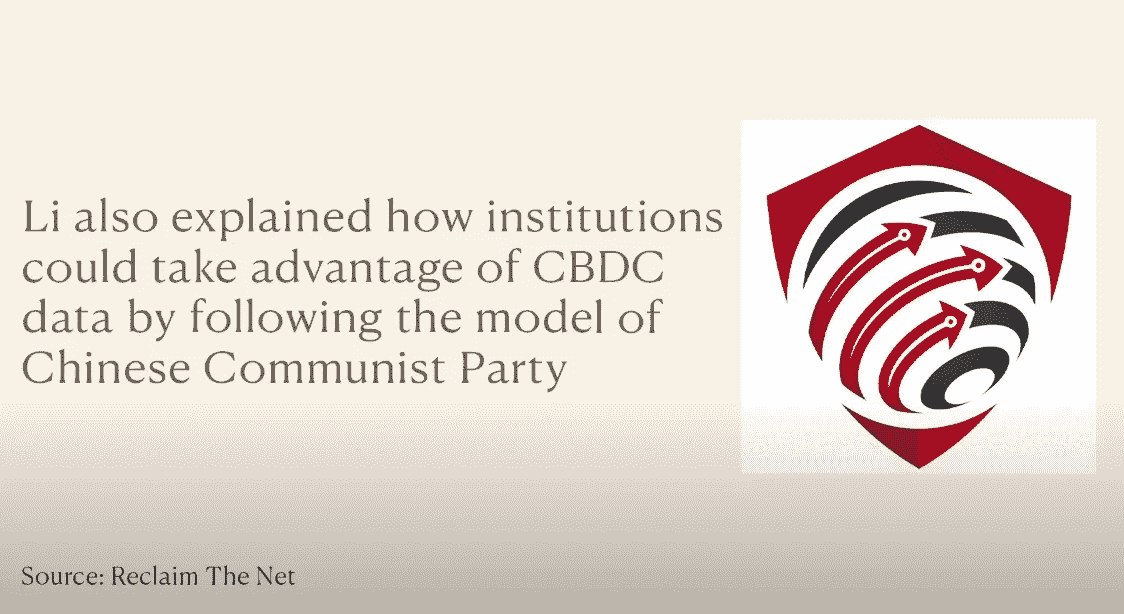 Li also explained how institutions
could take advantage of CBDC
data by following the model of
Chinese Communist Party
Source: Reclaim The Net